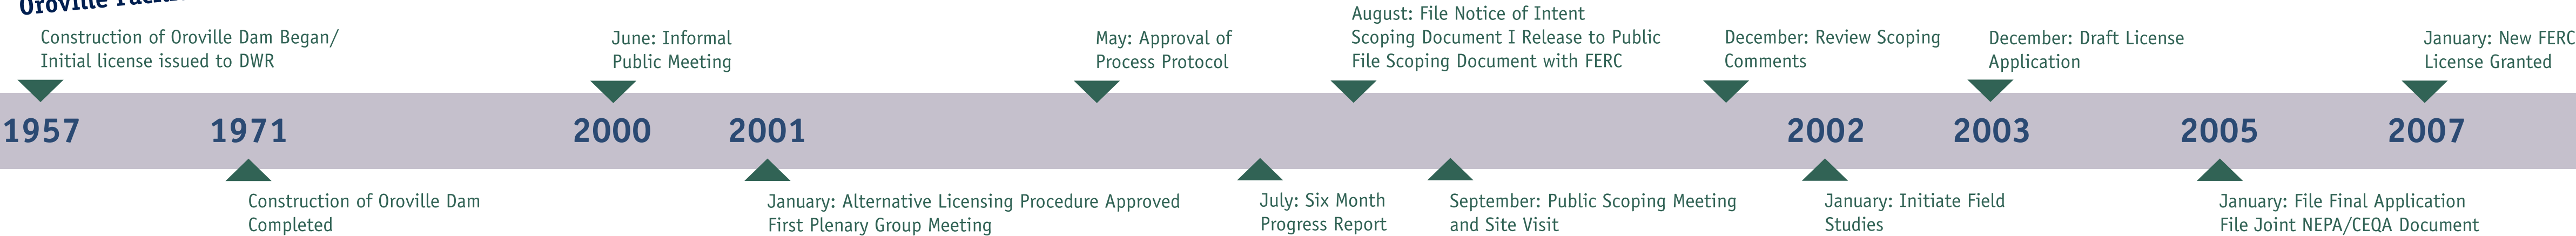 Oroville
Construction of Oroville Dam Began/
Initial license issued to DWR
June: Informal
Public Meeting
May: Approval of
Process Protocol
August: File Notice of Intent
Scoping Document I Release to Public
File Scoping Document with FERC
December: Review Scoping
Comments
December: Draft License
Application
January: New FERC
License Granted
1957 1971 2000 2001 2002 2003 2005 2007
Construction of Oroville Dam
Completed
January: Alternative Licensing Procedure Approved
First Plenary Group Meeting
July: Six Month
Progress Report
September: Public Scoping Meeting
and Site Visit
January: Initiate Field
Studies
January: File Final Application
File Joint NEPA/CEQA Document